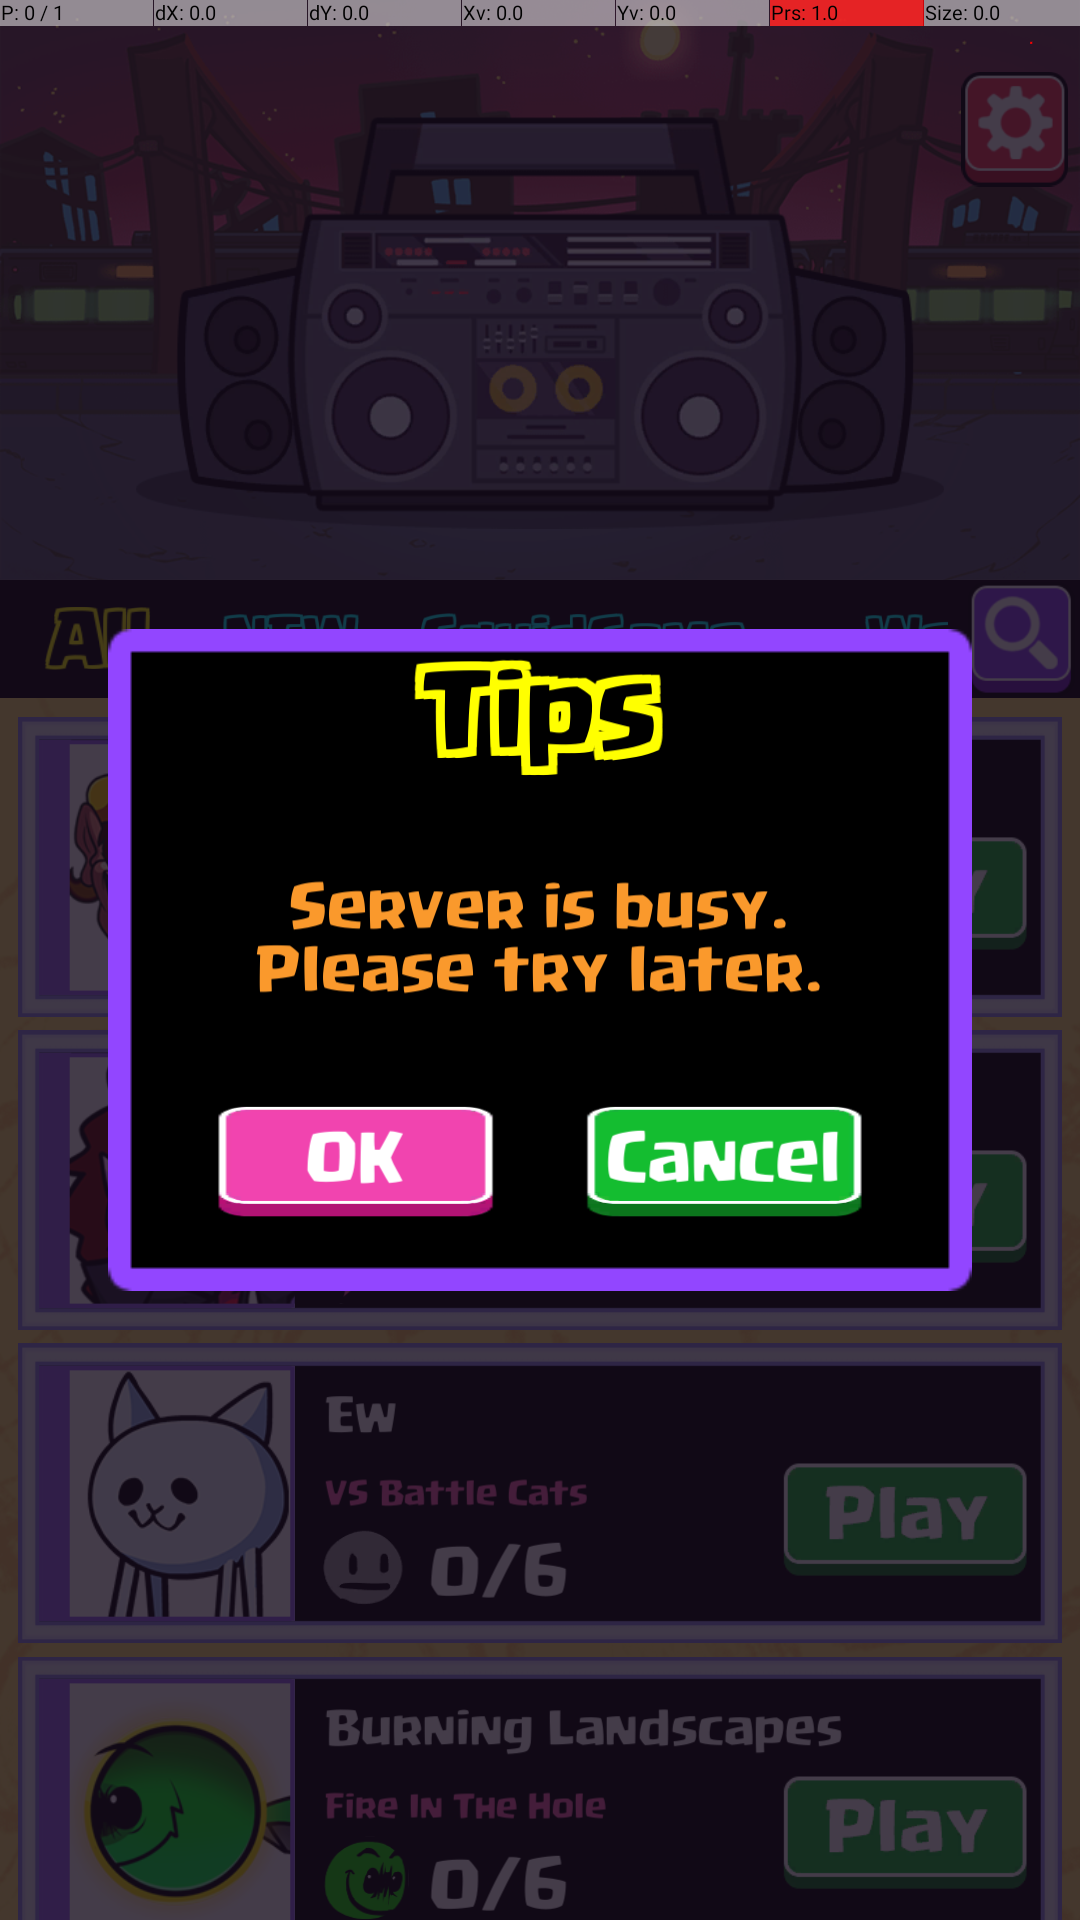 P: 0 / 1 dX: 0.0 dY: 0.0 Xv: 0.0 Yv: 0.0 Prs: 1.0 Size: 0.0
Tips
Server is busy.
Please try later.
OK Cancel
Ew
VS Battle Cats
Play
0/6
Burning Landscapes
Fire In The Hole
Play
0/6